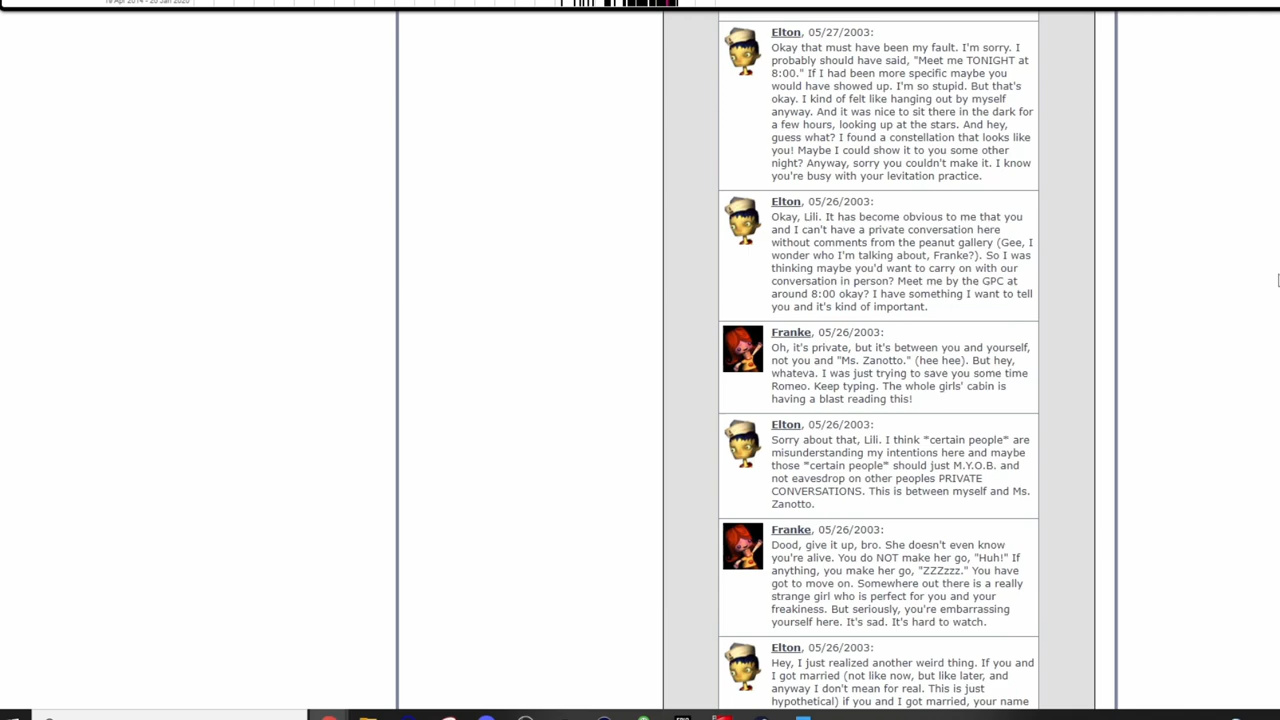 19 Apr 2014 - 20 Jan 2020
Elton, 05/27/2003:
Okay that must have been my fault. I'm sorry. I
probably should have said, "Meet me TONIGHT at
8:00." If I had been more specific maybe you
would have showed up. I'm so stupid. But that's
okay. I kind of felt like hanging out by myself
anyway. And it was nice to sit there in the dark for
a few hours, looking up at the stars. And hey,
guess what? I found a constellation that looks like
you! Maybe I could show it to you some other
night? Anyway, sorry you couldn't make it. I know
you're busy with your levitation practice.
Elton, 05/26/2003:
Okay, Lili. It has become obvious to me that you
and I can't have a private conversation here
without comments from the peanut gallery (Gee, I
wonder who I'm talking about, Franke?). So I was
thinking maybe you'd want to carry on with our
conversation in person? Meet me by the GPC at
around 8:00 okay? I have something I want to tell
you and it's kind of important.
Franke, 05/26/2003:
Oh, it's private, but it's between you and yourself,
not you and "Ms. Zanotto." (hee hee). But hey,
whateva. I was just trying to save you some time
Romeo. Keep typing. The whole girls' cabin is
having a blast reading this!
Elton, 05/26/2003:
Sorry about that, Lili. I think *certain people* are
misunderstanding my intentions here and maybe
those *certain people* should just M.Y.O.B. and
not eavesdrop on other peoples PRIVATE
CONVERSATIONS. This is between myself and Ms.
Zanotto.
Franke, 05/26/2003:
Dood, give it up, bro. She doesn't even know
you're alive. You do NOT make her go, "Huh!" If
anything, you make her go, "ZZZzzz." You have
got to move on. Somewhere out there is a really
strange girl who is perfect for you and your
freakiness. But seriously, you're embarrassing
yourself here. It's sad. It's hard to watch.
Elton, 05/26/2003:
Hey, I just realized another weird thing. If you and
I got married (not like now, but like later, and
anyway I don't mean for real. This is just
hypothetical) if you and I got married, your name